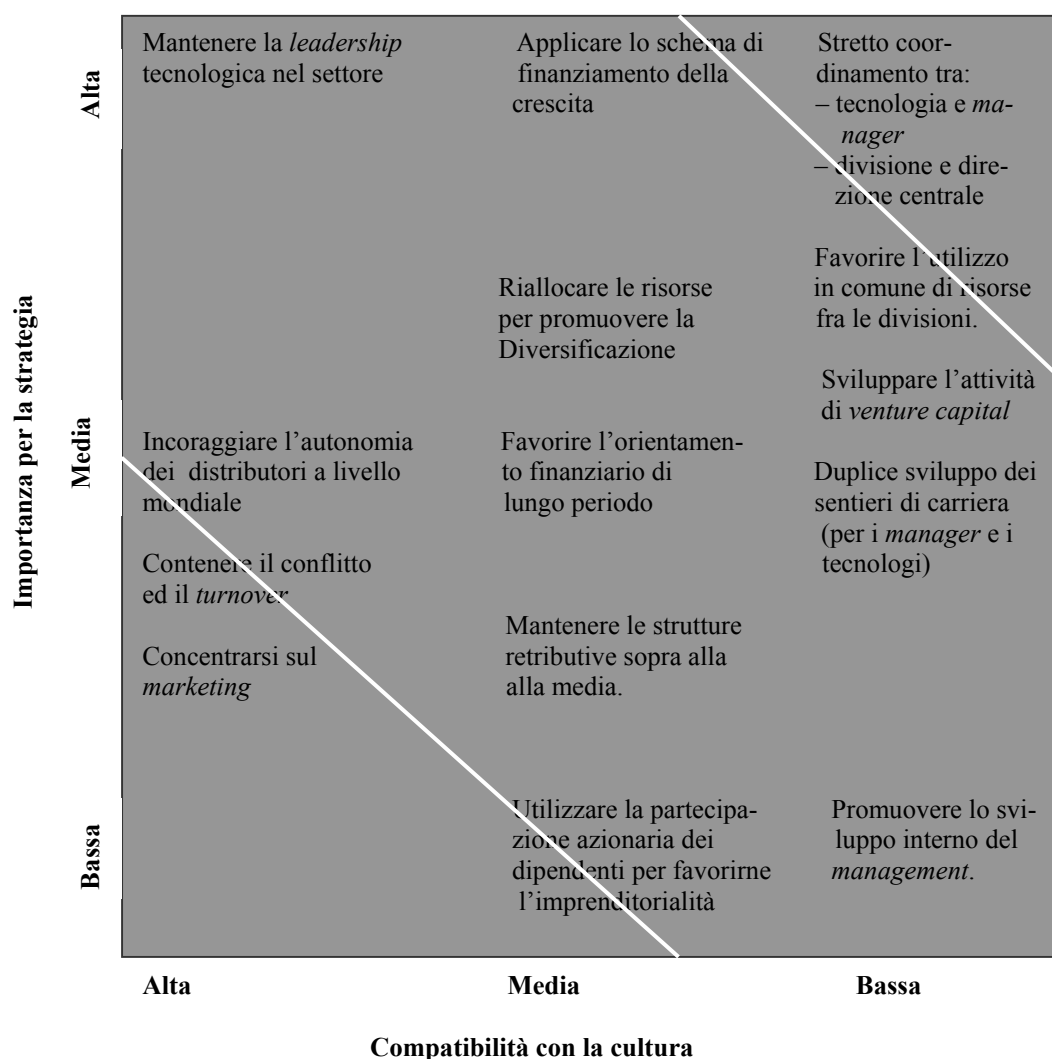 Mantenere la leadership
tecnologica nel settore
Applicare lo schema di
finanziamento della
crescita
Stretto coor-
dinamento tra:
– tecnologia e ma-
nager
– divisione e dire-
zione centrale
Alta
Riallocare le risorse
per promuovere la
Diversificazione
Favorire l’utilizzo
in comune di risorse
fra le divisioni.
Sviluppare l’attività
di venture capital
Importanza per la strategia
Media
Incoraggiare l’autonomia
dei distributori a livello
mondiale
Contenere il conflitto
ed il turnover
Concentrarsi sul
marketing
Favorire l’orientamen-
to finanziario di
lungo periodo
Duplice sviluppo dei
sentieri di carriera
(per i manager e i
tecnologi)
Mantenere le strutture
retributive sopra alla
alla media.
Bassa
Utilizzare la partecipa-
zione azionaria dei
dipendenti per favorirne
l’imprenditorialità
Promuovere lo svi-
luppo interno del
management.
Alta
Media
Bassa
Compatibilità con la cultura